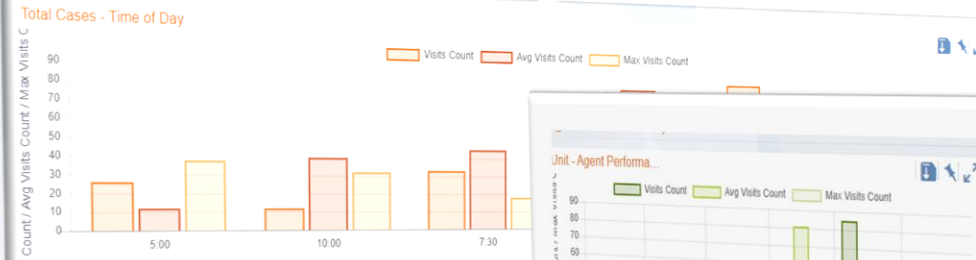 Total Cases - Time of Day
Count / Avg Visits Count / Max Visits C
Visits Count
Avg Visits Count
Max Visits Count
90
80
70
60
50
40
30
20
10
0
5:00
10:00
7:30
Unit - Agent Performa...
Visits Count
Avg Visits Count
Max Visits Count
90
80
70
60